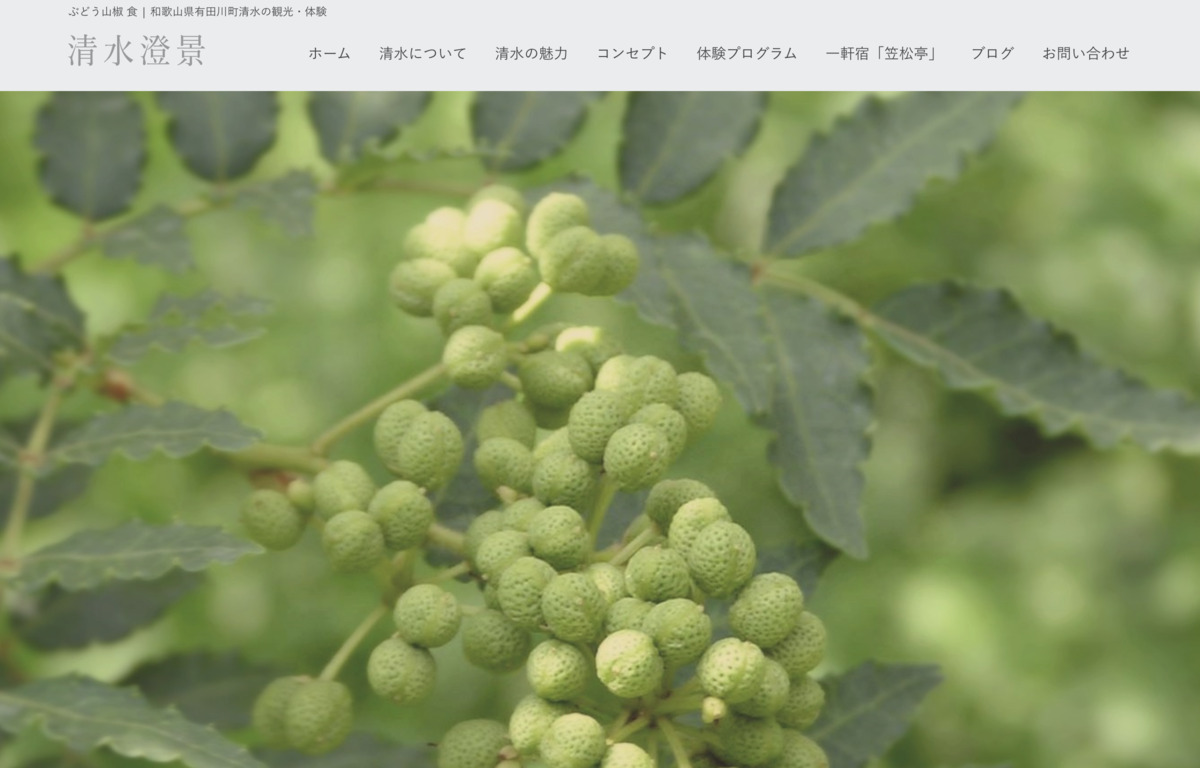 ぶどう山椒 食 | 和歌山県有田川町清水の観光・体験
清水澄景
ホーム 清水について 清水の魅力 コンセプト 体験プログラム 一軒宿「笠松亭」 ブログ お問い合わせ